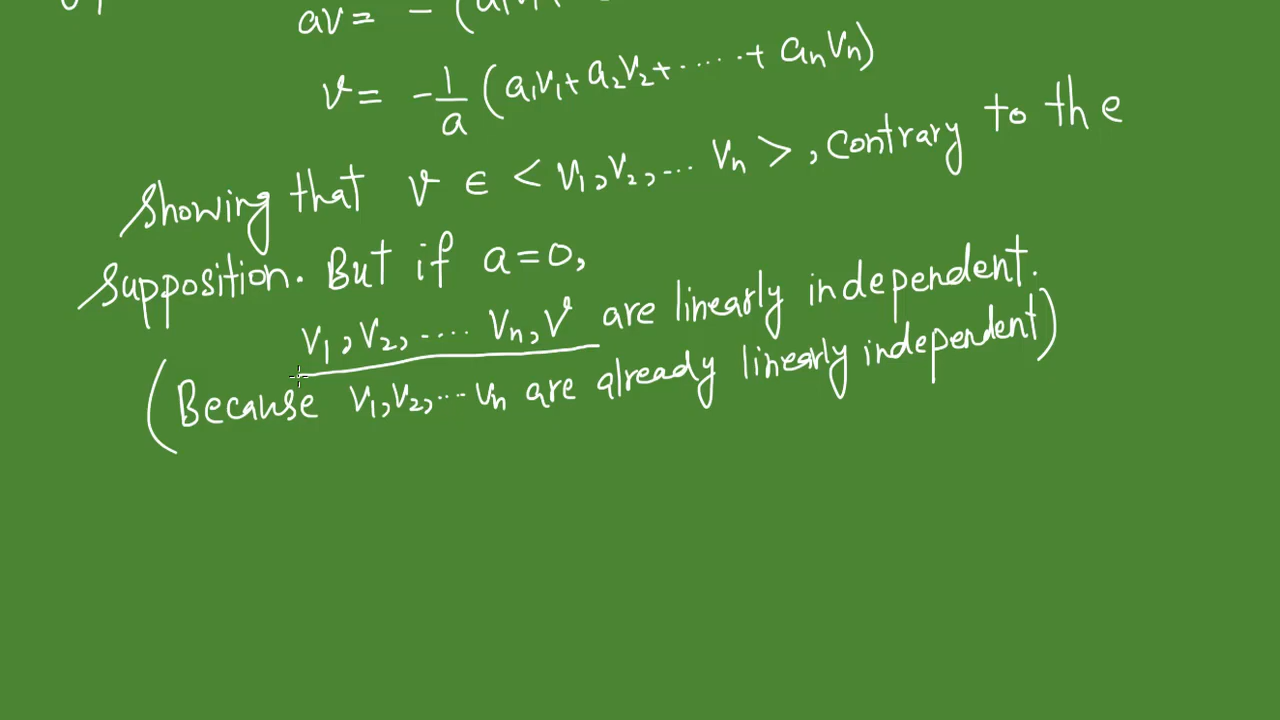 av = - (a1v1
v = -1/a (a1v1 + a2v2 + ...... + anvn)
showing that v ∈ < v1, v2, ... vn >, contrary to the
supposition. But if a = 0,
v1, v2, ..... vn, v are linearly independent.
(Because v1, v2, ... vn are already linearly independent)